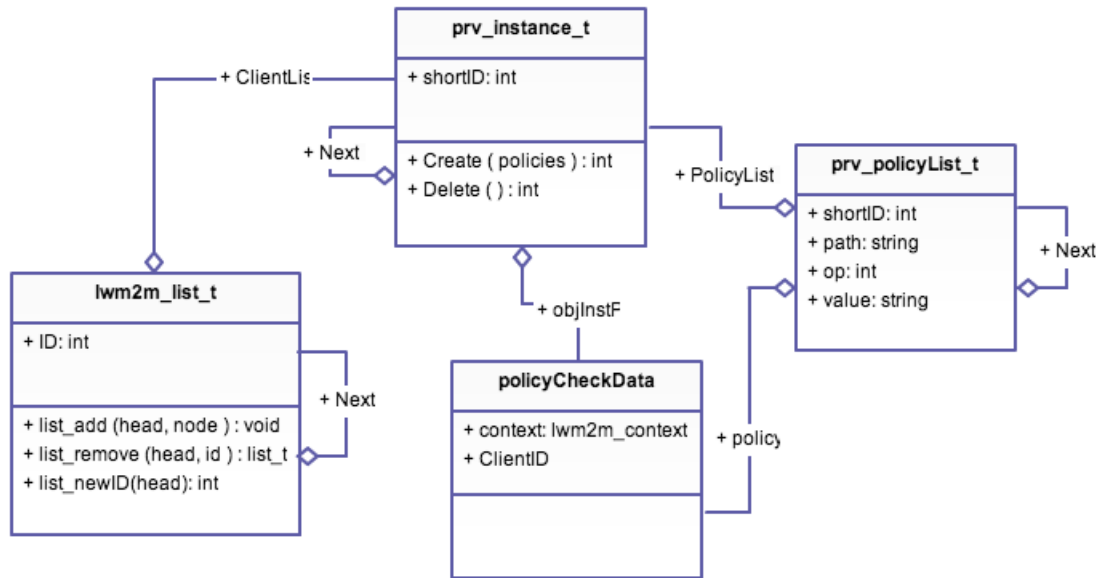 prv_instance_t
+ shortID: int
+ Create ( policies ) : int
+ Delete ( ) : int
+ ClientLis
+ Next
+ PolicyList
prv_policyList_t
+ shortID: int
+ path: string
+ op: int
+ value: string
+ Next
lwm2m_list_t
+ ID: int
+ list_add (head, node ) : void
+ list_remove (head, id ) : list_t
+ list_newID(head): int
+ Next
+ objInstF
policyCheckData
+ context: lwm2m_context
+ ClientID
+ policy